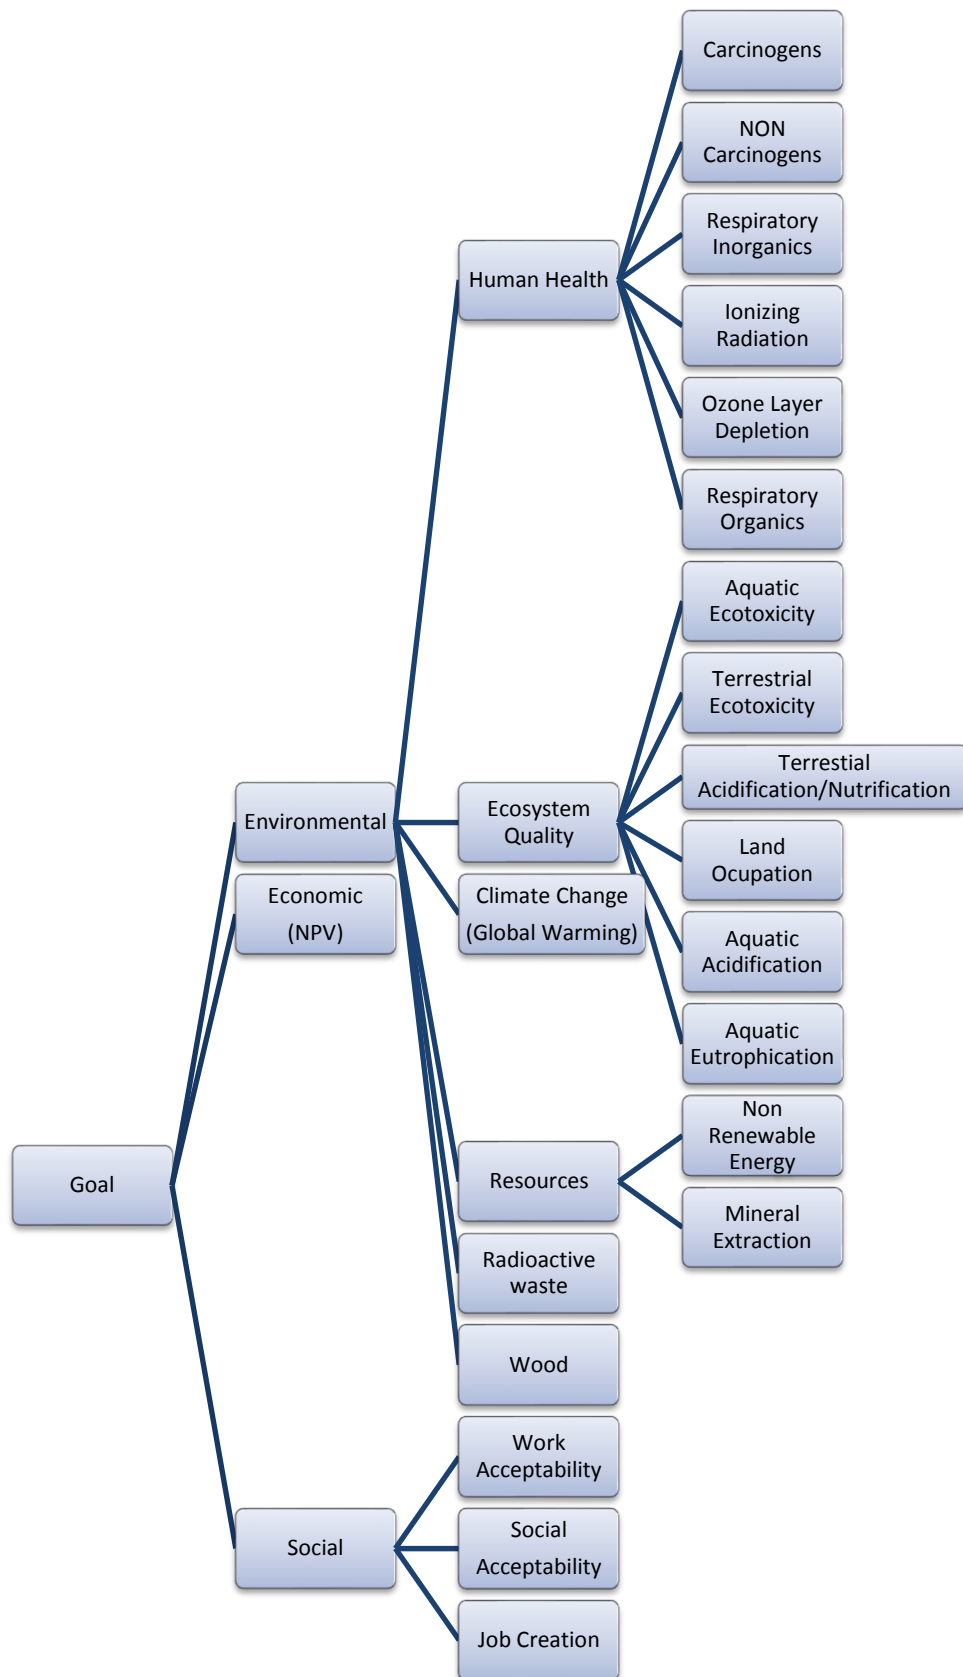 Carcinogens
NON
Carcinogens
Respiratory
Inorganics
Human Health
Ionizing
Radiation
Ozone Layer
Depletion
Respiratory
Organics
Aquatic
Ecotoxicity
Terrestrial
Ecotoxicity
Terrestial
Acidification/Nutrification
Environmental
Ecosystem
Quality
Land
Ocupation
Economic
(NPV)
Climate Change
(Global Warming)
Aquatic
Acidification
Aquatic
Eutrophication
Non
Renewable
Energy
Goal
Resources
Mineral
Extraction
Radioactive
waste
Wood
Work
Acceptability
Social
Social
Acceptability
Job Creation